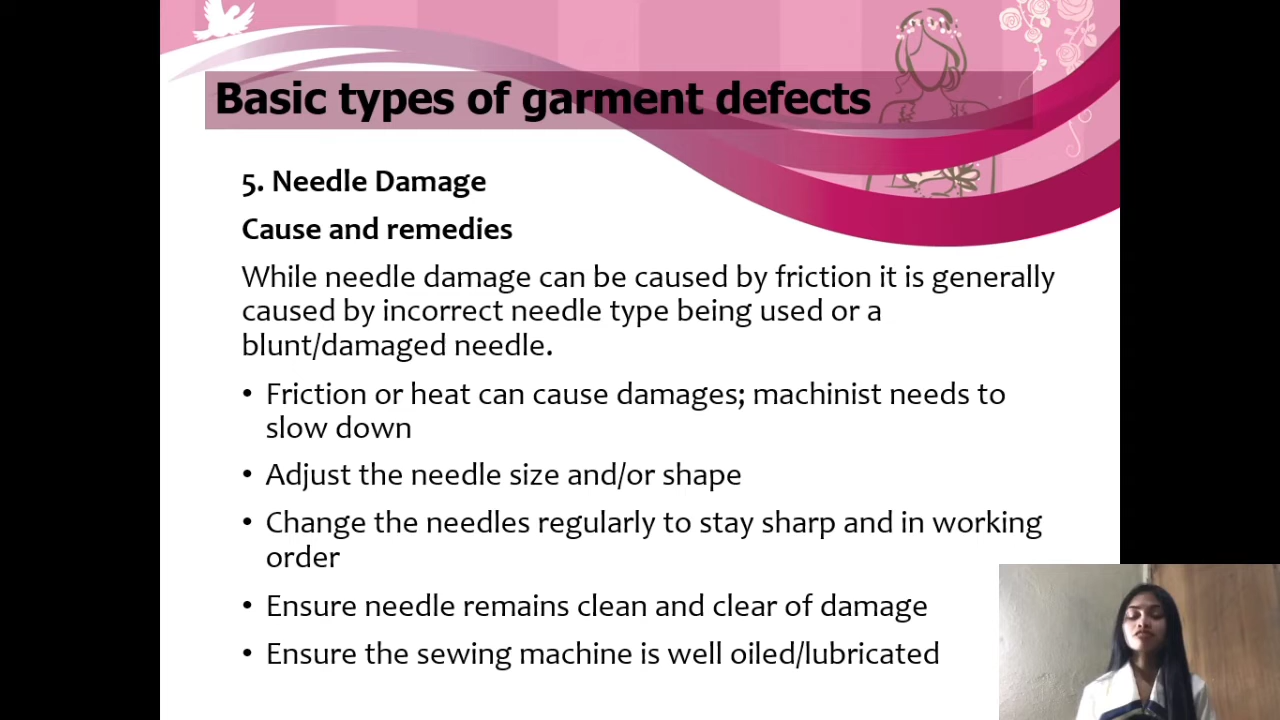 Basic types of garment defects
5. Needle Damage
Cause and remedies
While needle damage can be caused by friction it is generally
caused by incorrect needle type being used or a
blunt/damaged needle.
• Friction or heat can cause damages; machinist needs to
slow down
• Adjust the needle size and/or shape
• Change the needles regularly to stay sharp and in working
order
• Ensure needle remains clean and clear of damage
• Ensure the sewing machine is well oiled/lubricated